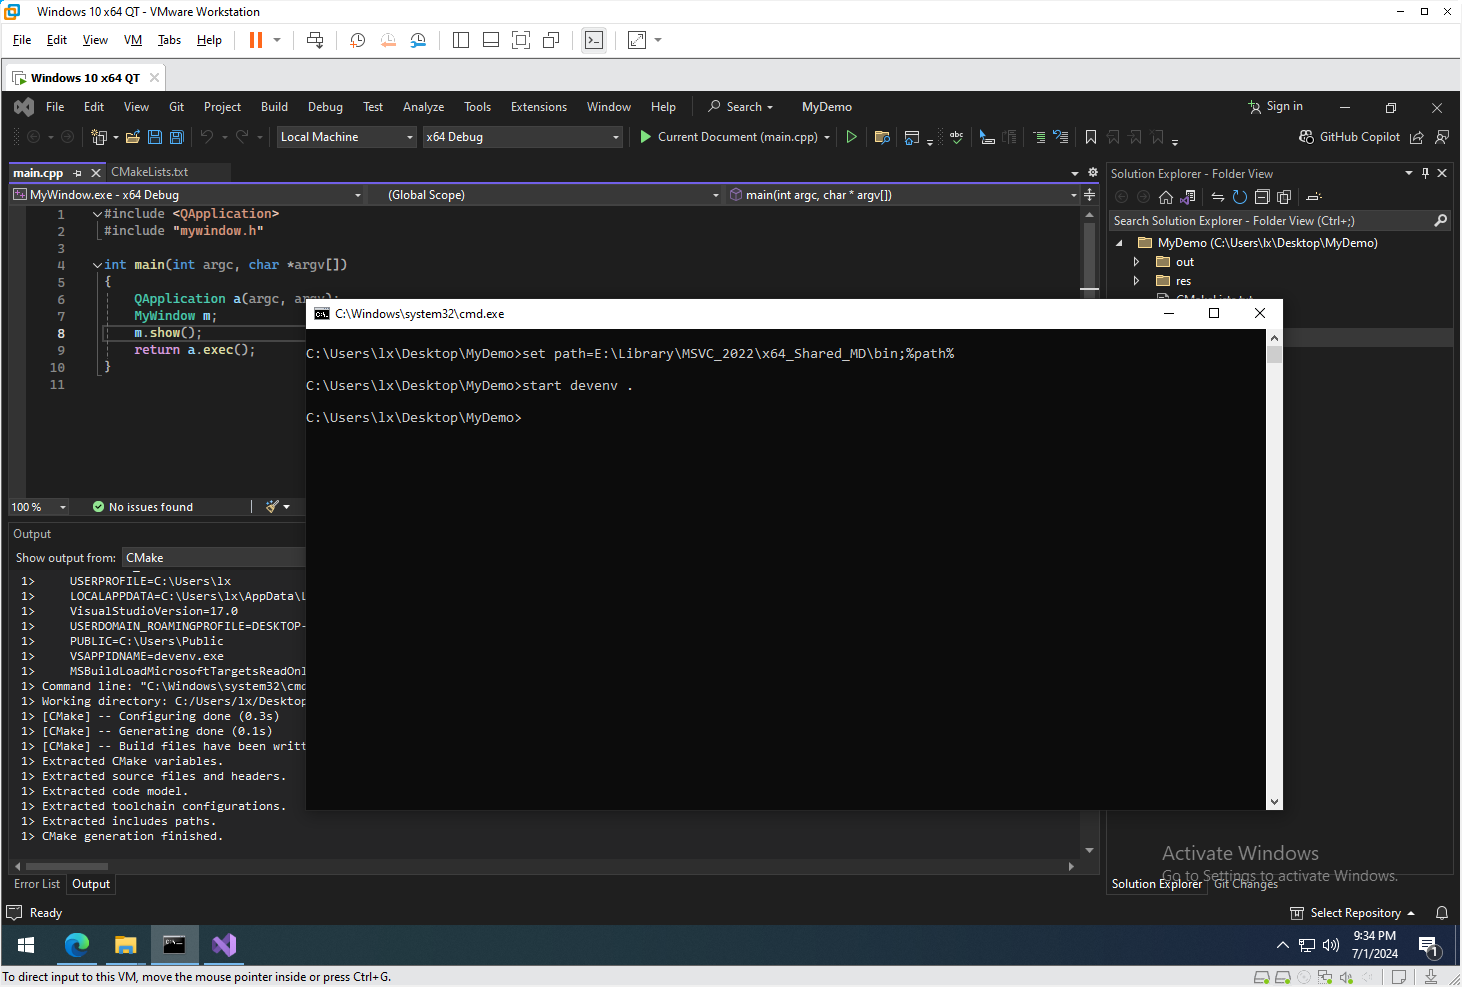 Windows 10 x64 QT - VMware Workstation
File Edit View VM Tabs Help
Windows 10 x64 QT
File Edit View Git Project Build Debug Test Analyze Tools Extensions Window Help Search MyDemo Sign in
Local Machine x64 Debug Current Document (main.cpp) GitHub Copilot
main.cpp CMakeLists.txt
MyWindow.exe - x64 Debug (Global Scope) main(int argc, char * argv[])
1 #include <QApplication>
2 #include "mywindow.h"
3
4 int main(int argc, char *argv[])
5 {
6 QApplication a(argc, argv);
7 MyWindow m;
8 m.show();
9 return a.exec();
10 }
11
100 % No issues found
Solution Explorer - Folder View
Search Solution Explorer - Folder View (Ctrl+;)
MyDemo (C:\Users\lx\Desktop\MyDemo)
out
res
CMakeLists.txt
C:\Windows\system32\cmd.exe
C:\Users\lx\Desktop\MyDemo>set path=E:\Library\MSVC_2022\x64_Shared_MD\bin;%path%
C:\Users\lx\Desktop\MyDemo>start devenv .
C:\Users\lx\Desktop\MyDemo>
Output
Show output from: CMake
1> USERPROFILE=C:\Users\lx
1> LOCALAPPDATA=C:\Users\lx\AppData\L
1> VisualStudioVersion=17.0
1> USERDOMAIN_ROAMINGPROFILE=DESKTOP-
1> PUBLIC=C:\Users\Public
1> VSAPPIDNAME=devenv.exe
1> MSBuildLoadMicrosoftTargetsReadOnl
1> Command line: "C:\Windows\system32\cmd
1> Working directory: C:/Users/lx/Desktop
1> [CMake] -- Configuring done (0.3s)
1> [CMake] -- Generating done (0.1s)
1> [CMake] -- Build files have been writt
1> Extracted CMake variables.
1> Extracted source files and headers.
1> Extracted code model.
1> Extracted toolchain configurations.
1> Extracted includes paths.
1> CMake generation finished.
Error List Output
Activate Windows
Go to Settings to activate Windows.
Solution Explorer Git Changes
Ready
Select Repository
9:34 PM
7/1/2024
1
To direct input to this VM, move the mouse pointer inside or press Ctrl+G.